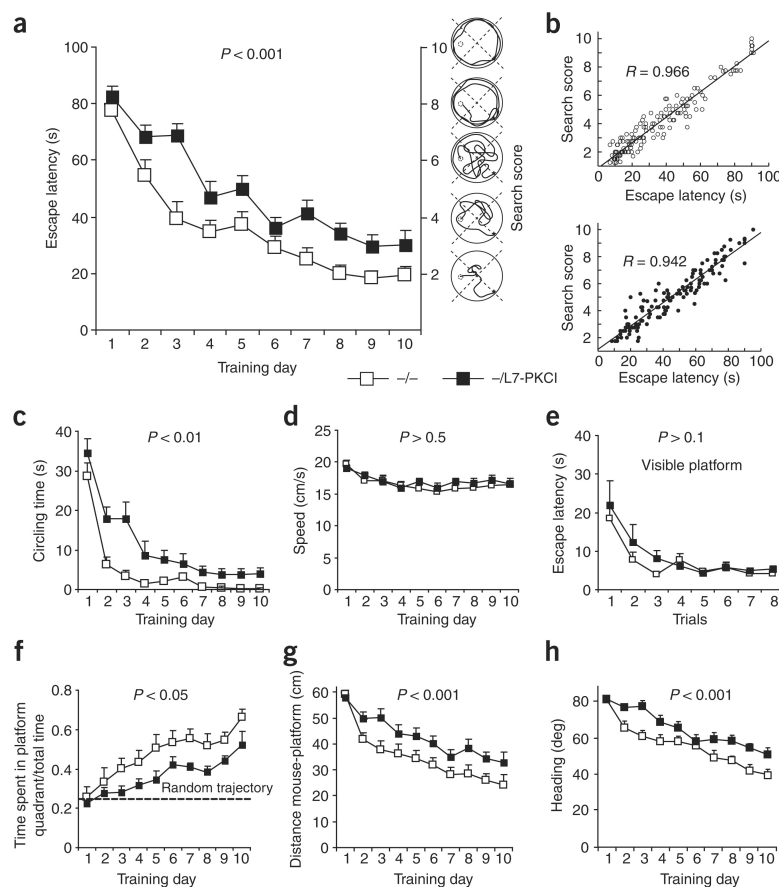 a
P < 0.001
Escape latency (s)
100
80
60
40
20
0
10
8
6
4
2
Search score
1 2 3 4 5 6 7 8 9 10
Training day
–/–
–/L7-PKCI
b
R = 0.966
Search score
10
8
6
4
2
0 20 40 60 80 100
Escape latency (s)
R = 0.942
Search score
10
8
6
4
2
0 20 40 60 80 100
Escape latency (s)
c
P < 0.01
Circling time (s)
40
30
20
10
0
1 2 3 4 5 6 7 8 9 10
Training day
d
P > 0.5
Speed (cm/s)
25
20
15
10
5
0
1 2 3 4 5 6 7 8 9 10
Training day
e
P > 0.1
Visible platform
Escape latency (s)
40
30
20
10
0
1 2 3 4 5 6 7 8
Trials
f
P < 0.05
Time spent in platform
quadrant/total time
0.8
0.6
0.4
0.2
0
Random trajectory
1 2 3 4 5 6 7 8 9 10
Training day
g
P < 0.001
Distance mouse-platform (cm)
60
50
40
30
20
10
0
1 2 3 4 5 6 7 8 9 10
Training day
h
P < 0.001
Heading (deg)
100
80
60
40
20
0
1 2 3 4 5 6 7 8 9 10
Training day